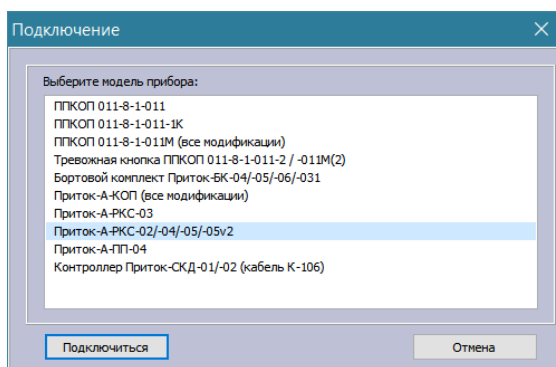 Подключение
Выберите модель прибора:
ППКОП 011-8-1-011
ППКОП 011-8-1-011-1К
ППКОП 011-8-1-011М (все модификации)
Тревожная кнопка ППКОП 011-8-1-011-2 / -011М(2)
Бортовой комплект Приток-БК-04/-05/-06/-031
Приток-А-КОП (все модификации)
Приток-А-РКС-03
Приток-А-РКС-02/-04/-05/-05v2
Приток-А-ПП-04
Контроллер Приток-СКД-01/-02 (кабель К-106)
Подключиться Отмена